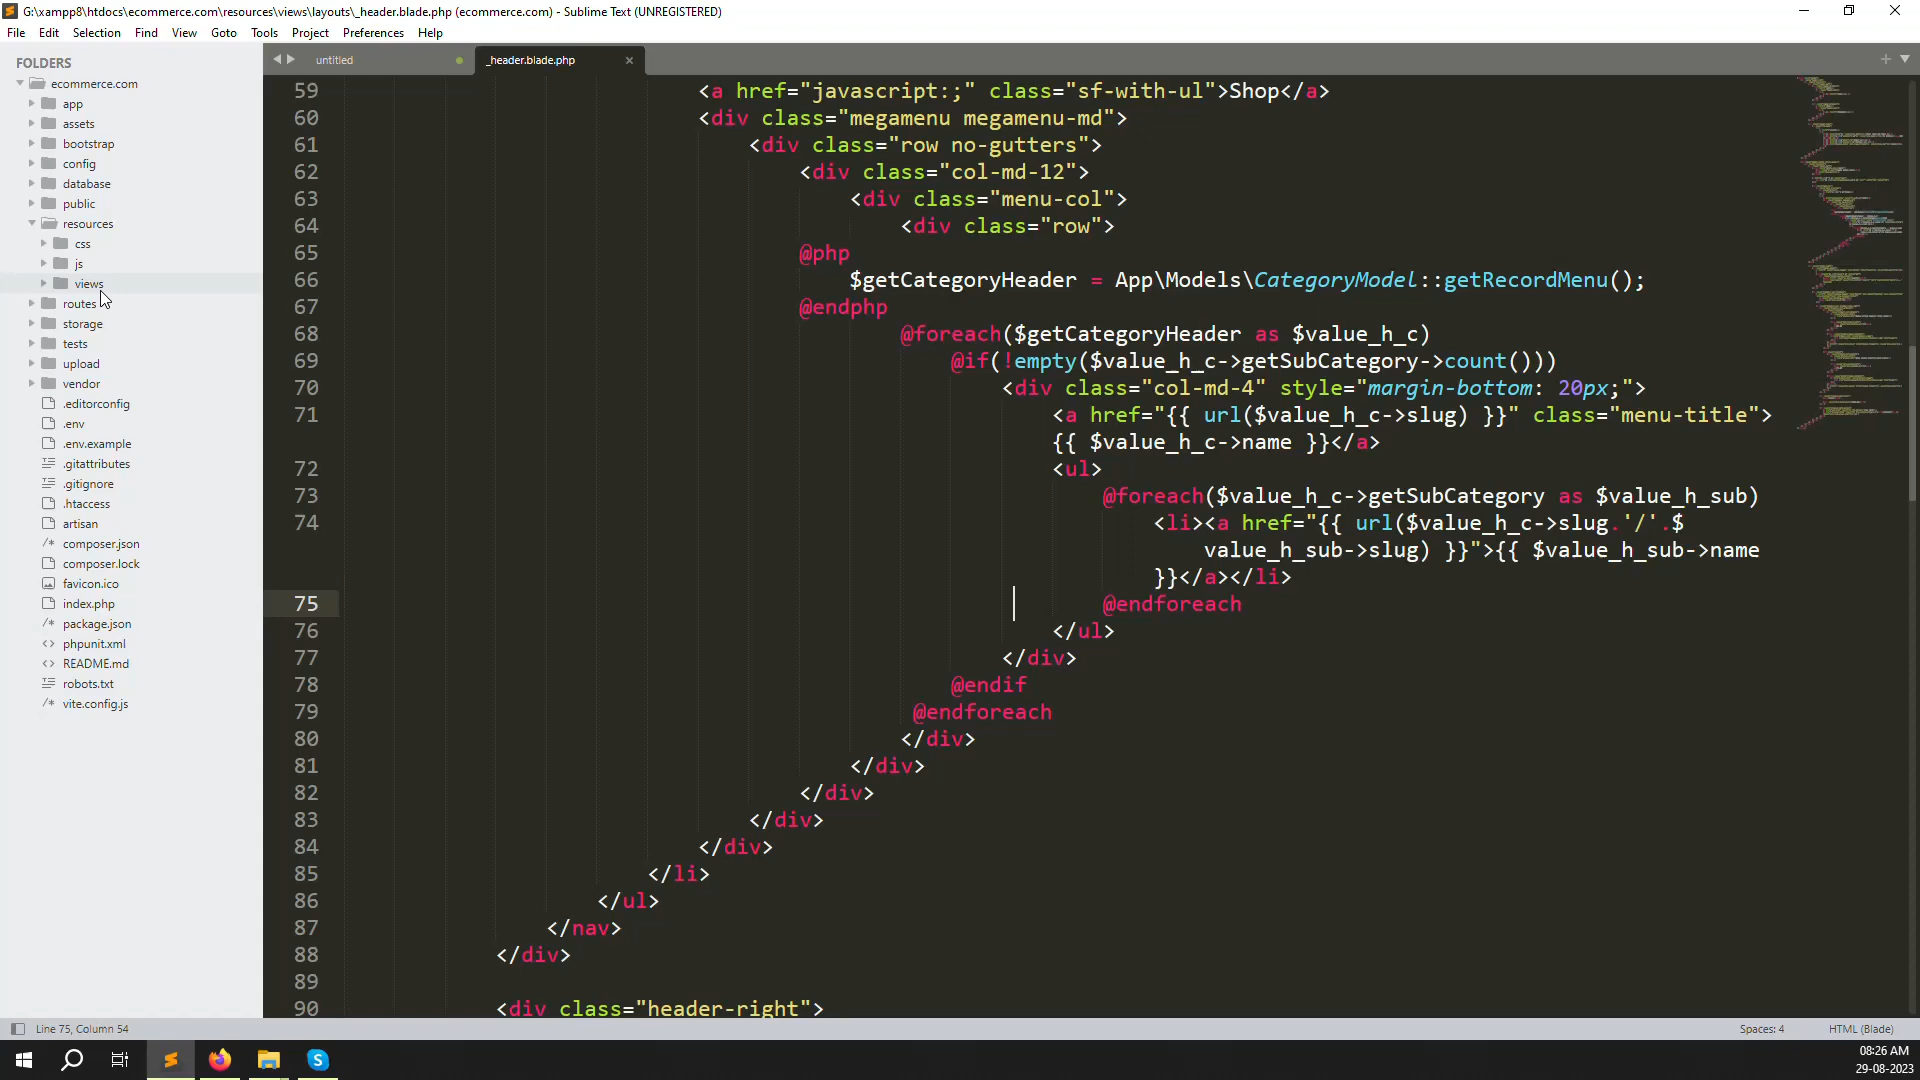 G:\xampp8\htdocs\ecommerce.com\resources\views\layouts\_header.blade.php (ecommerce.com) - Sublime Text (UNREGISTERED)
File Edit Selection Find View Goto Tools Project Preferences Help
FOLDERS
ecommerce.com
app
assets
bootstrap
config
database
public
resources
css
js
views
routes
storage
tests
upload
vendor
.editorconfig
.env
.env.example
.gitattributes
.gitignore
.htaccess
artisan
composer.json
composer.lock
favicon.ico
index.php
package.json
phpunit.xml
README.md
robots.txt
vite.config.js
untitled
_header.blade.php
59 <a href="javascript:;" class="sf-with-ul">Shop</a>
60 <div class="megamenu megamenu-md">
61 <div class="row no-gutters">
62 <div class="col-md-12">
63 <div class="menu-col">
64 <div class="row">
65 @php
66 $getCategoryHeader = App\Models\CategoryModel::getRecordMenu();
67 @endphp
68 @foreach($getCategoryHeader as $value_h_c)
69 @if(!empty($value_h_c->getSubCategory->count()))
70 <div class="col-md-4" style="margin-bottom: 20px;">
71 <a href="{{ url($value_h_c->slug) }}" class="menu-title">
{{ $value_h_c->name }}</a>
72 <ul>
73 @foreach($value_h_c->getSubCategory as $value_h_sub)
74 <li><a href="{{ url($value_h_c->slug.'/'.$
value_h_sub->slug) }}">{{ $value_h_sub->name
}}</a></li>
75 @endforeach
76 </ul>
77 </div>
78 @endif
79 @endforeach
80 </div>
81 </div>
82 </div>
83 </div>
84 </div>
85 </li>
86 </ul>
87 </nav>
88 </div>
89
90 <div class="header-right">
Line 75, Column 54
Spaces: 4
HTML (Blade)
08:26 AM
29-08-2023